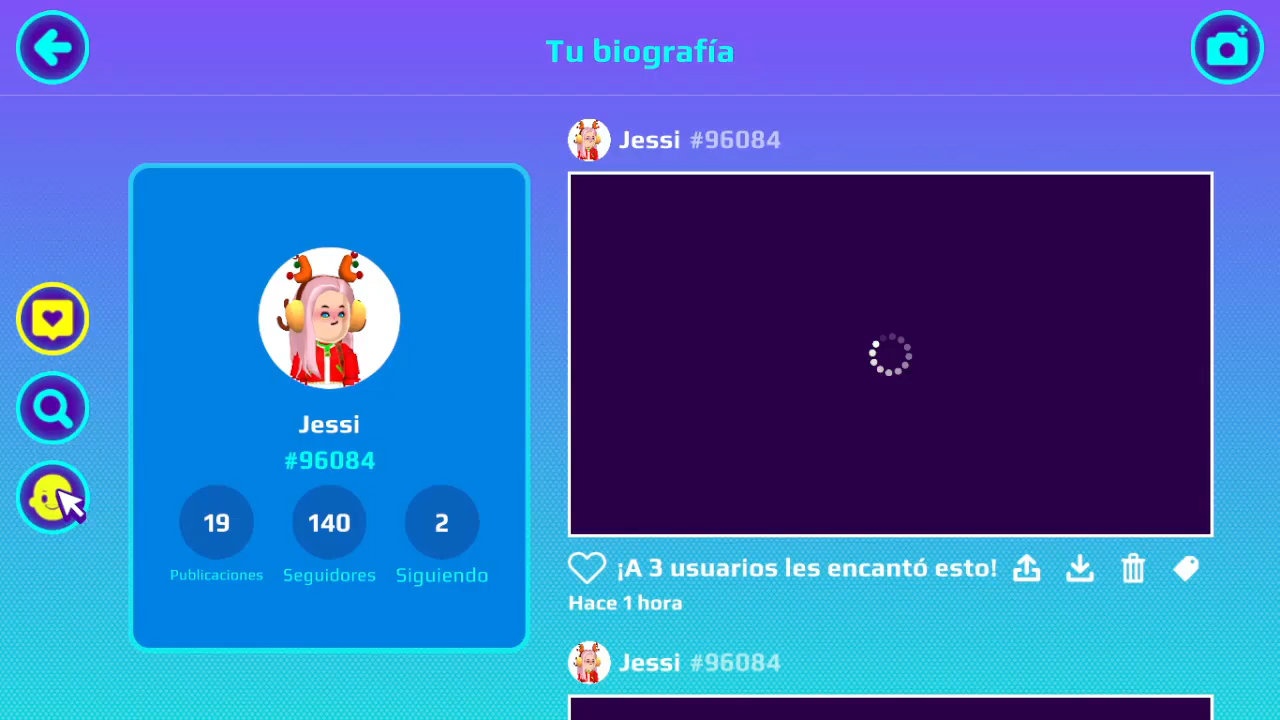 Tu biografía
Jessi #96084
Jessi
#96084
19
140
2
Publicaciones
Seguidores
Siguiendo
¡A 3 usuarios les encantó esto!
Hace 1 hora
Jessi #96084